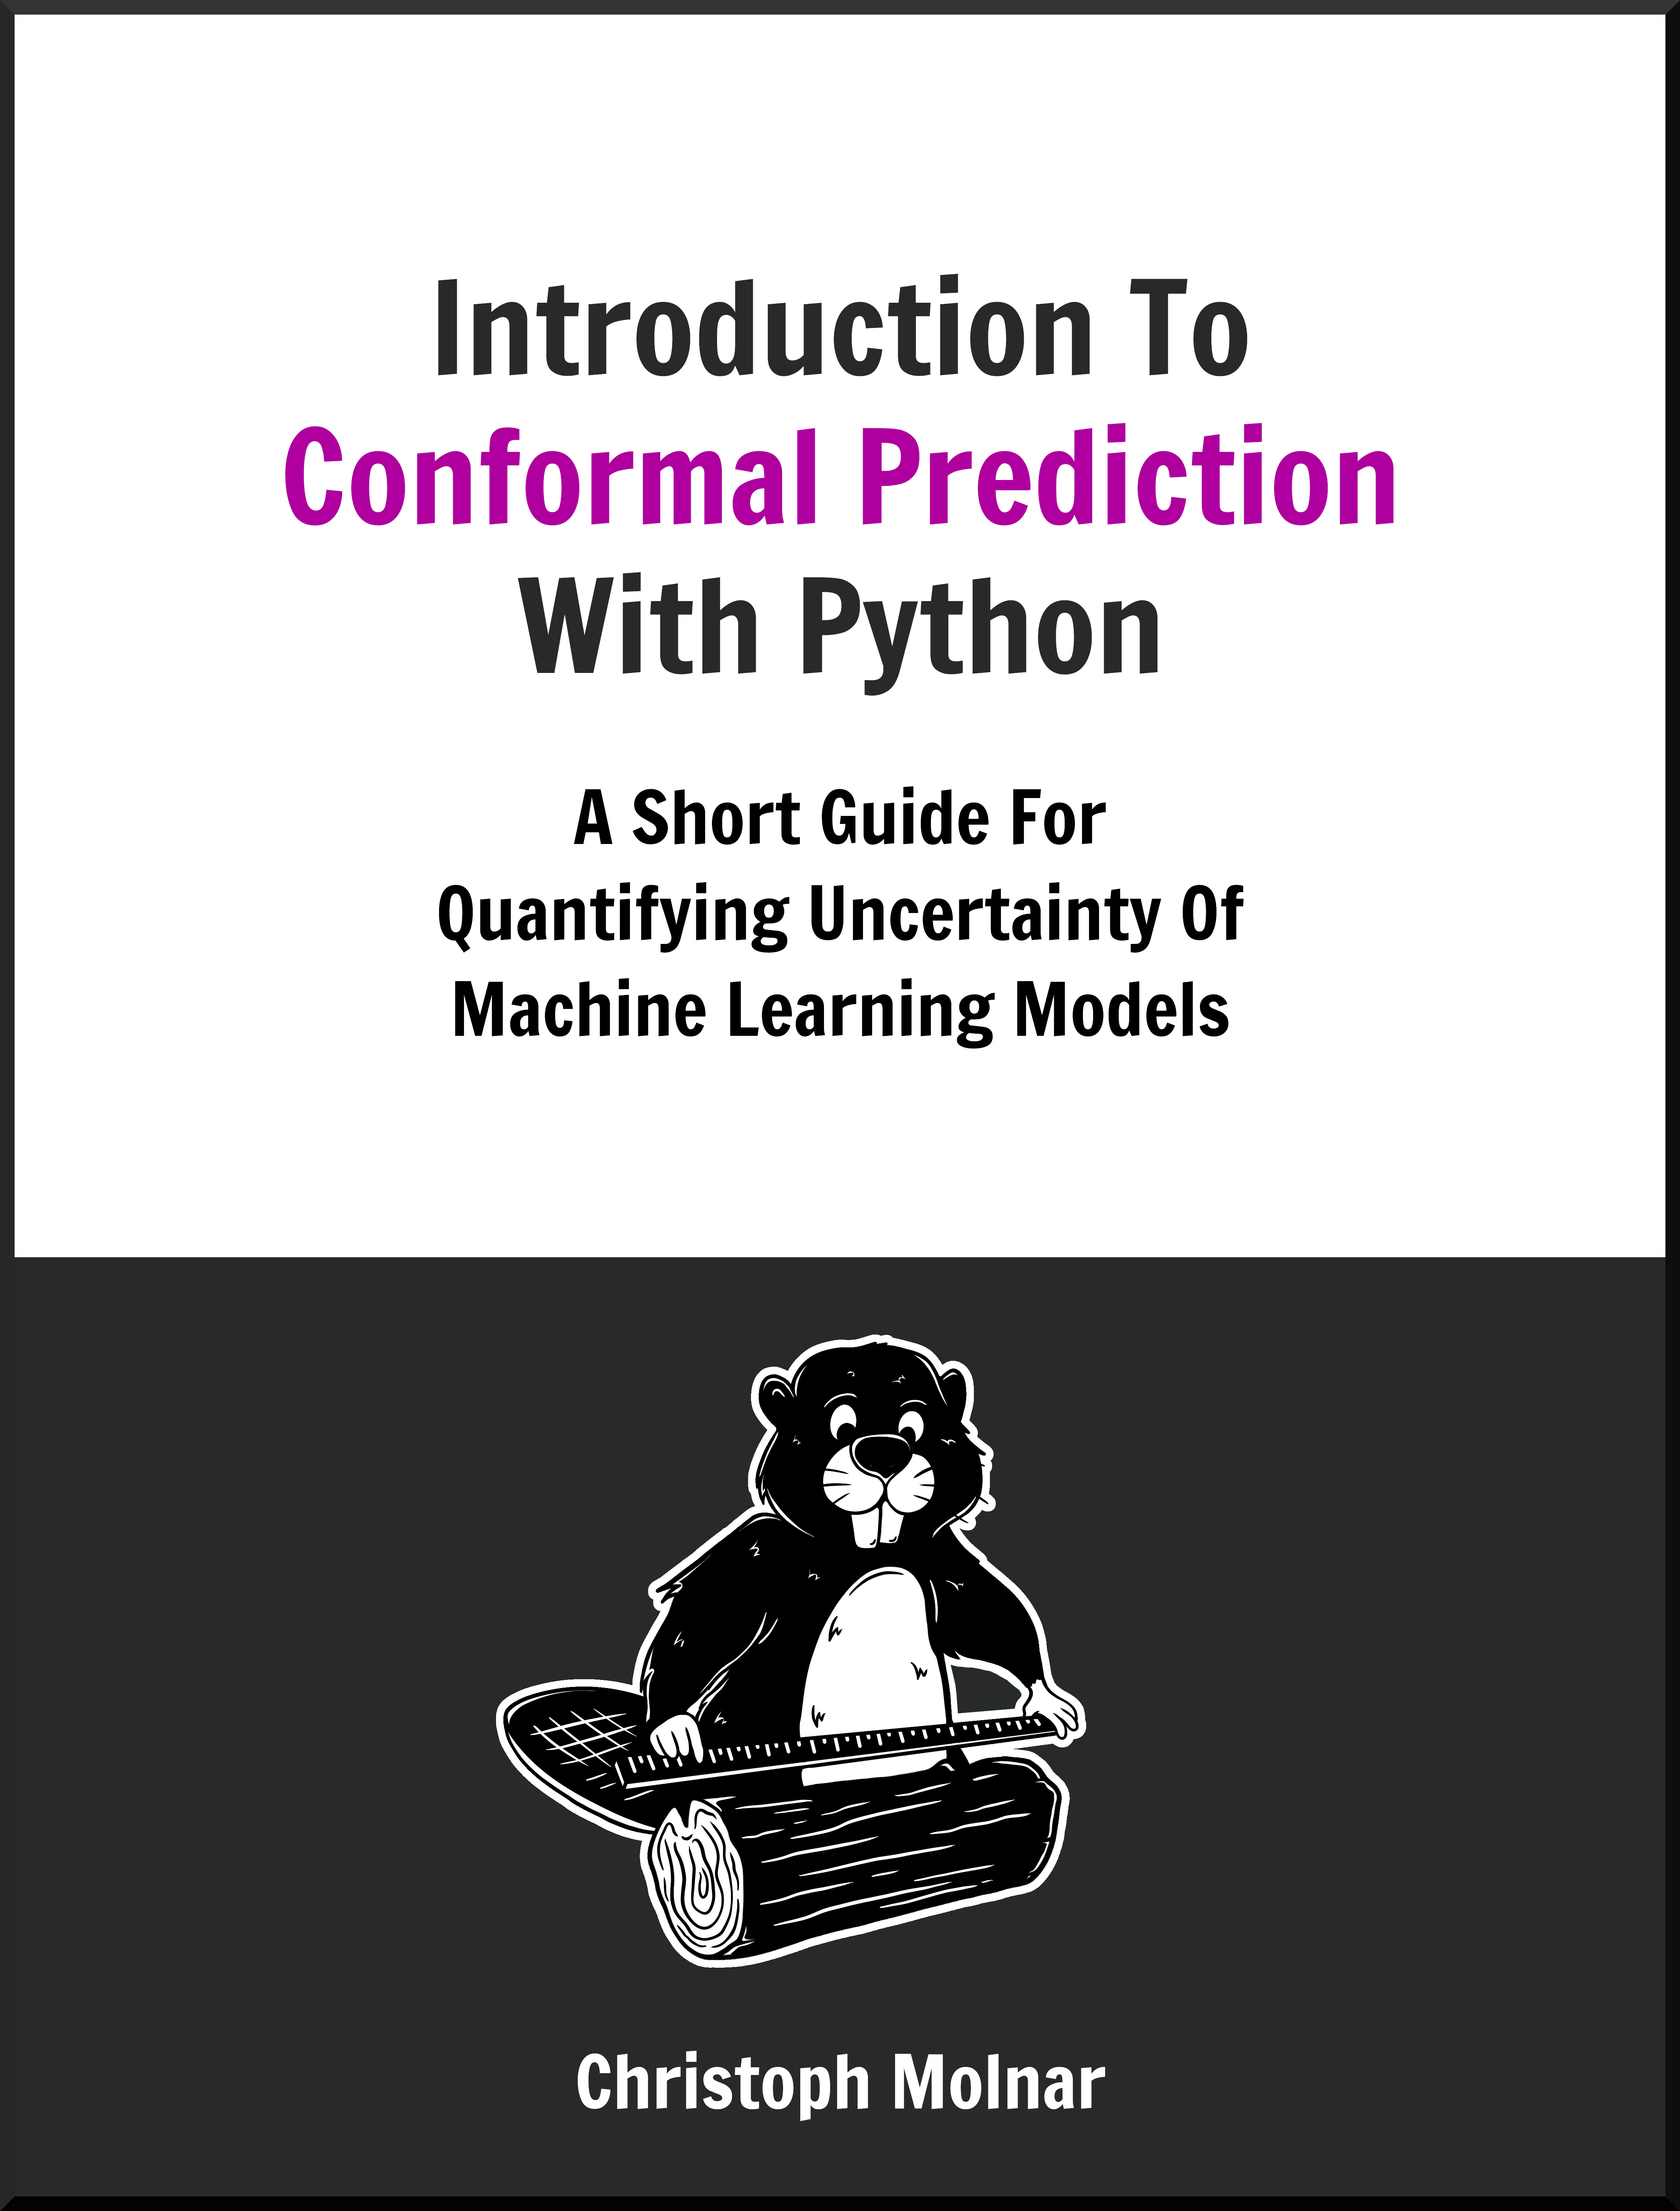 Introduction To
Conformal Prediction
With Python
A Short Guide For
Quantifying Uncertainty Of
Machine Learning Models
Christoph Molnar